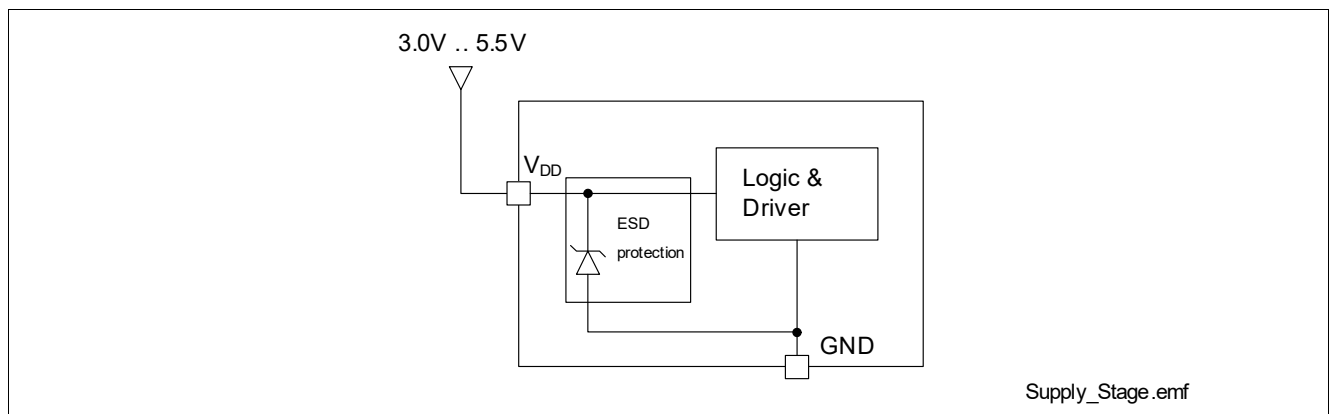 3.0V .. 5.5V
VDD
Logic &
Driver
ESD
protection
GND
Supply_Stage.emf